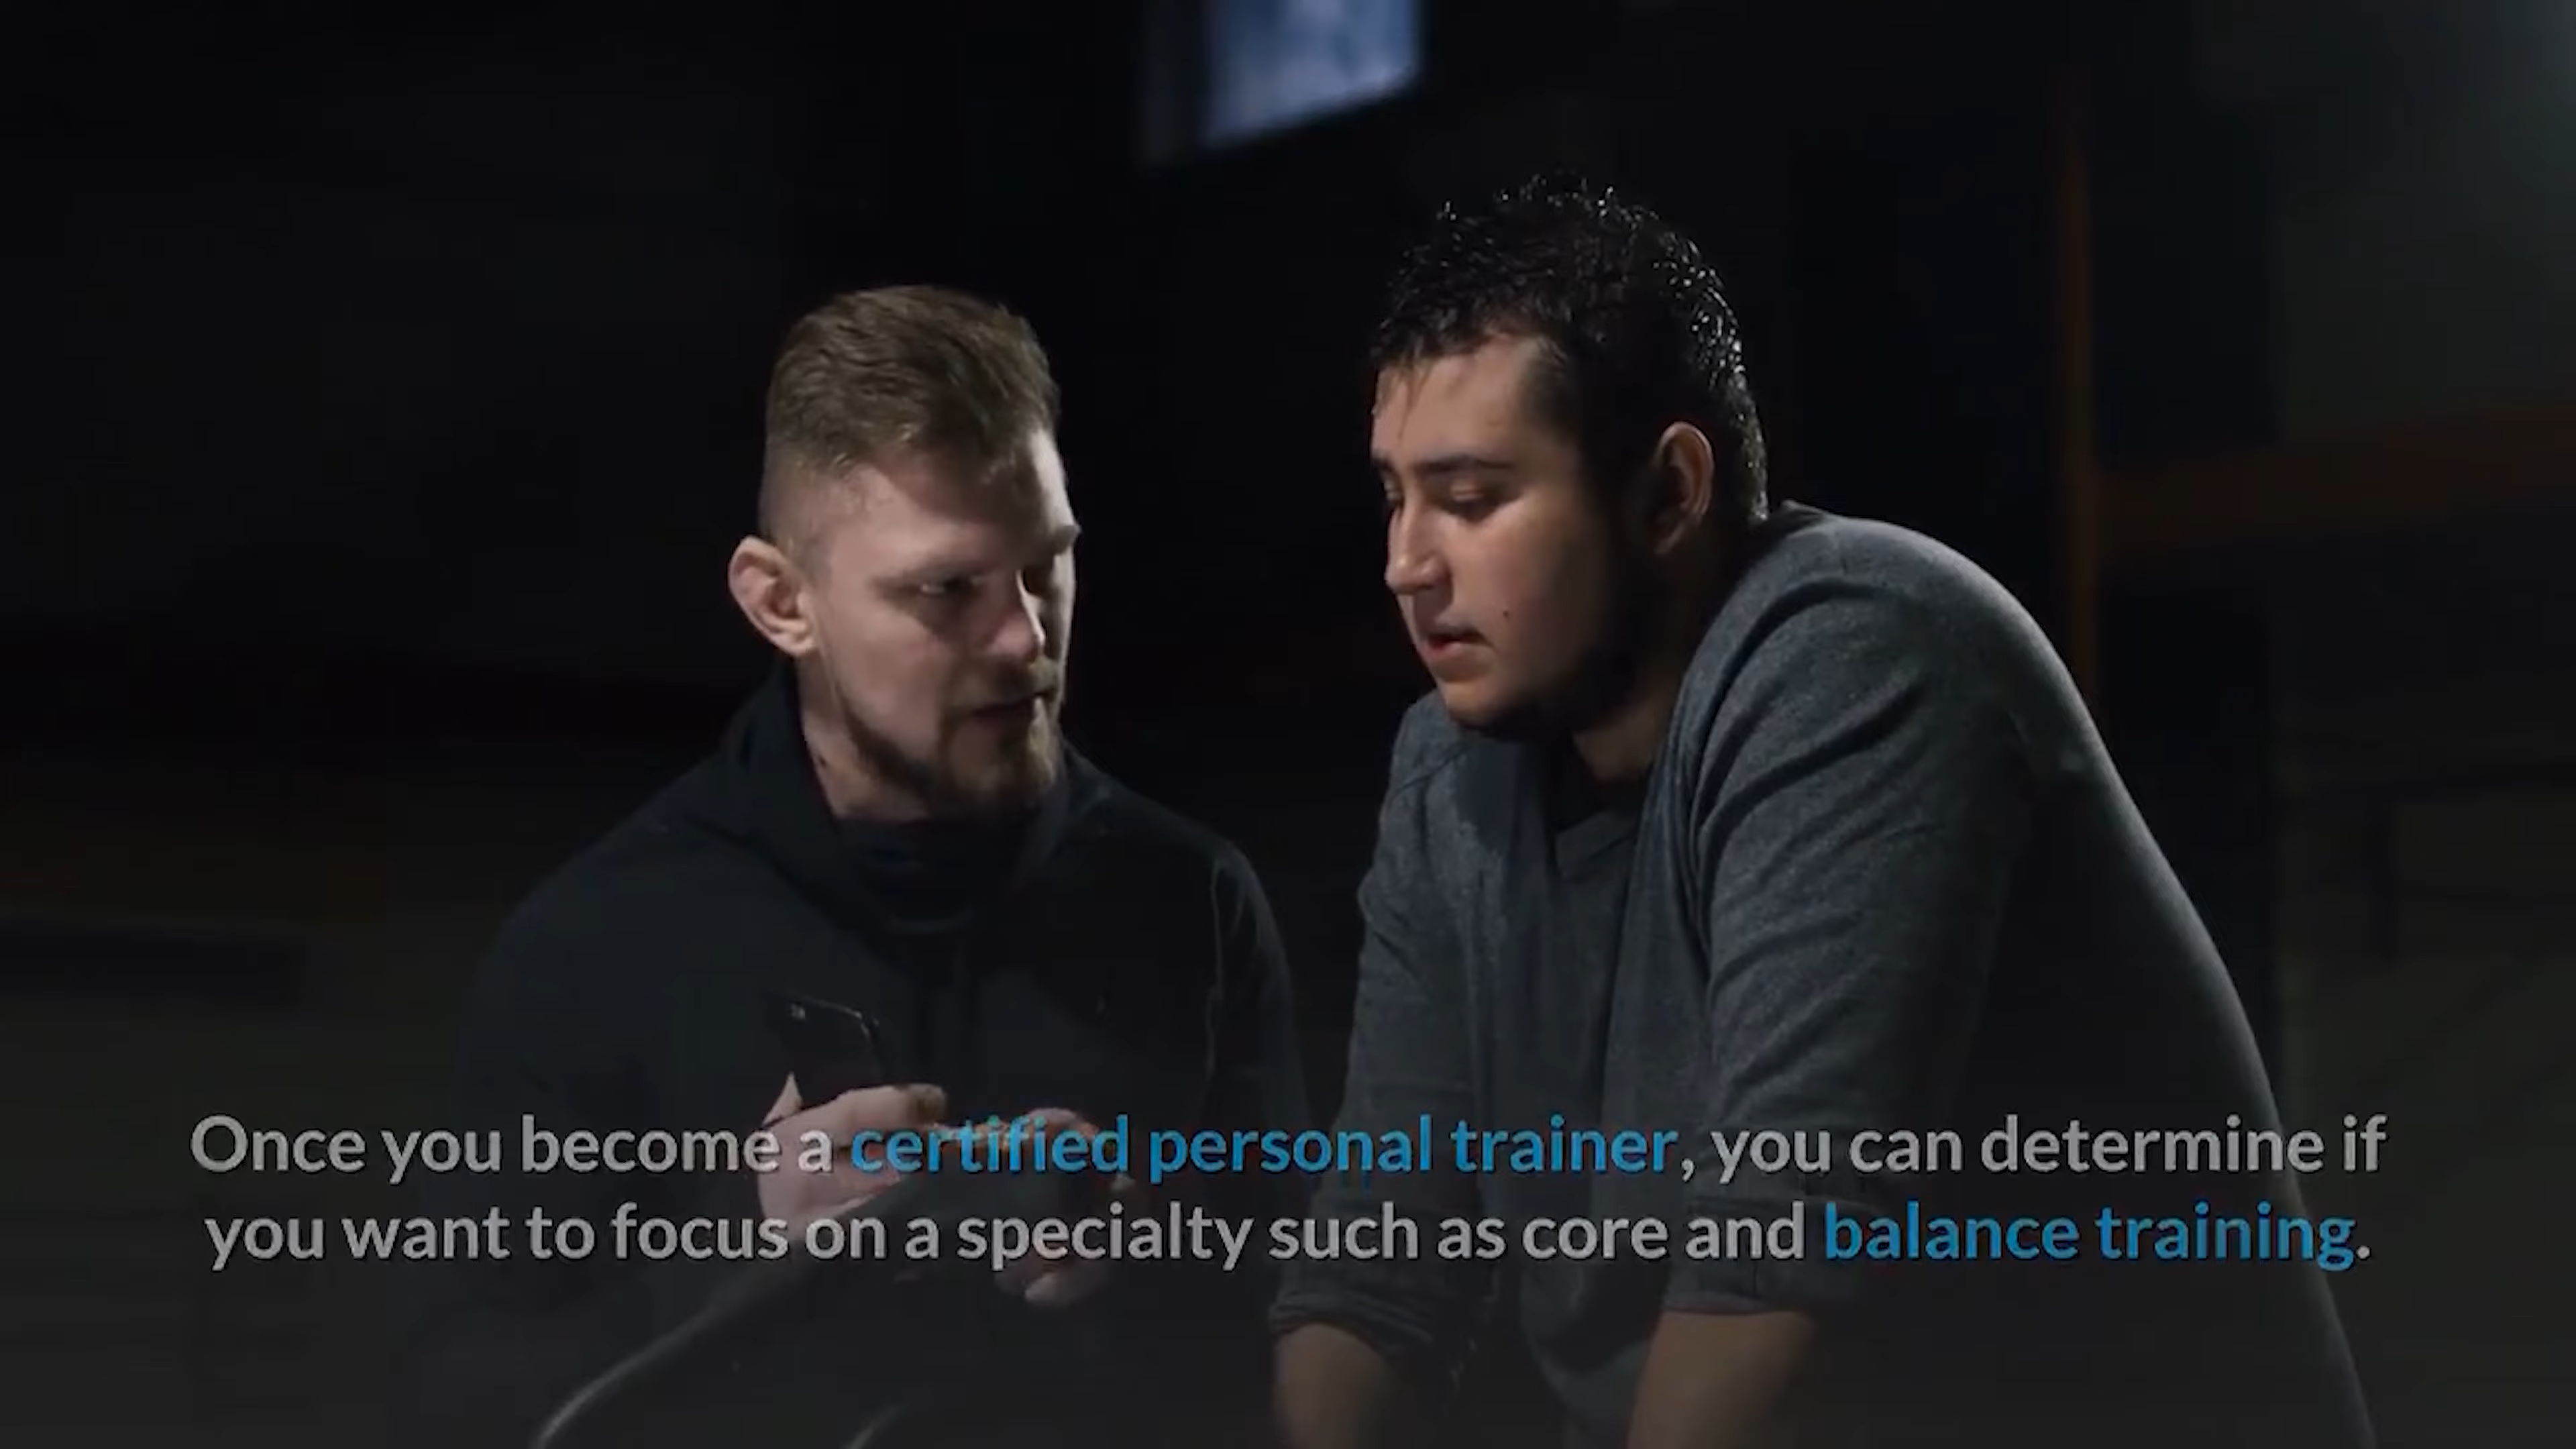 Once you become a certified personal trainer, you can determine if
you want to focus on a specialty such as core and balance training.